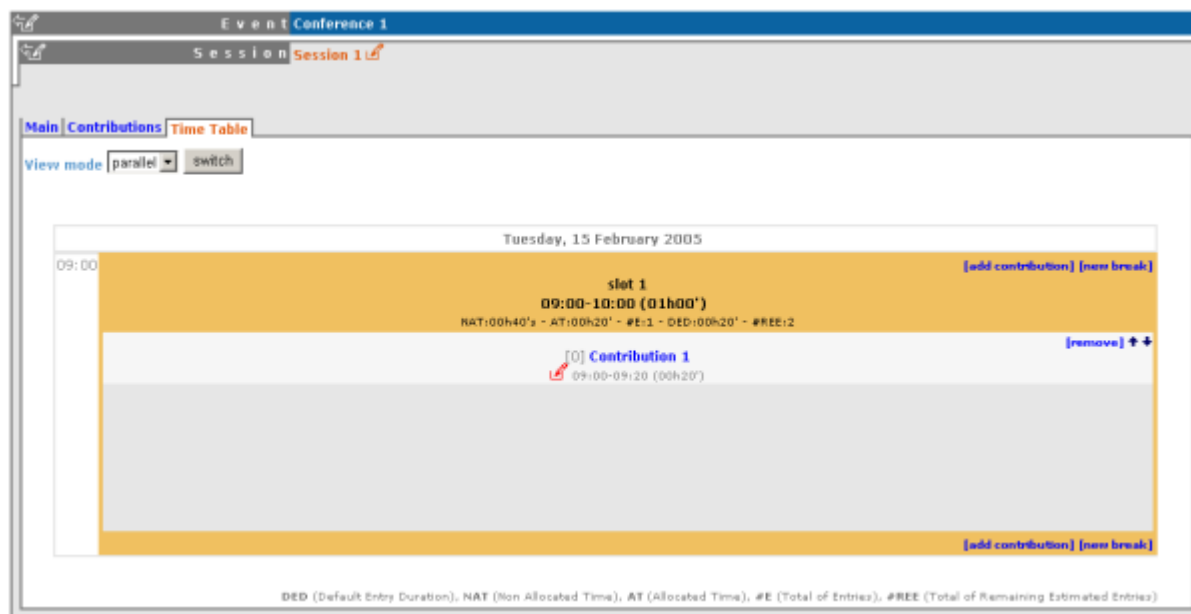 Event Conference 1
Session Session 1
Main Contributions Time Table
View mode parallel switch
Tuesday, 15 February 2005
09:00
[add contribution] [new break]
slot 1
09:00-10:00 (01h00')
NAT:00h40's - AT:00h20' - #E:1 - DED:00h20' - #REE:2
[remove]
[0] Contribution 1
09:00-09:20 (00h20')
[add contribution] [new break]
DED (Default Entry Duration), NAT (Non Allocated Time), AT (Allocated Time), #E (Total of Entries), #REE (Total of Remaining Estimated Entries)